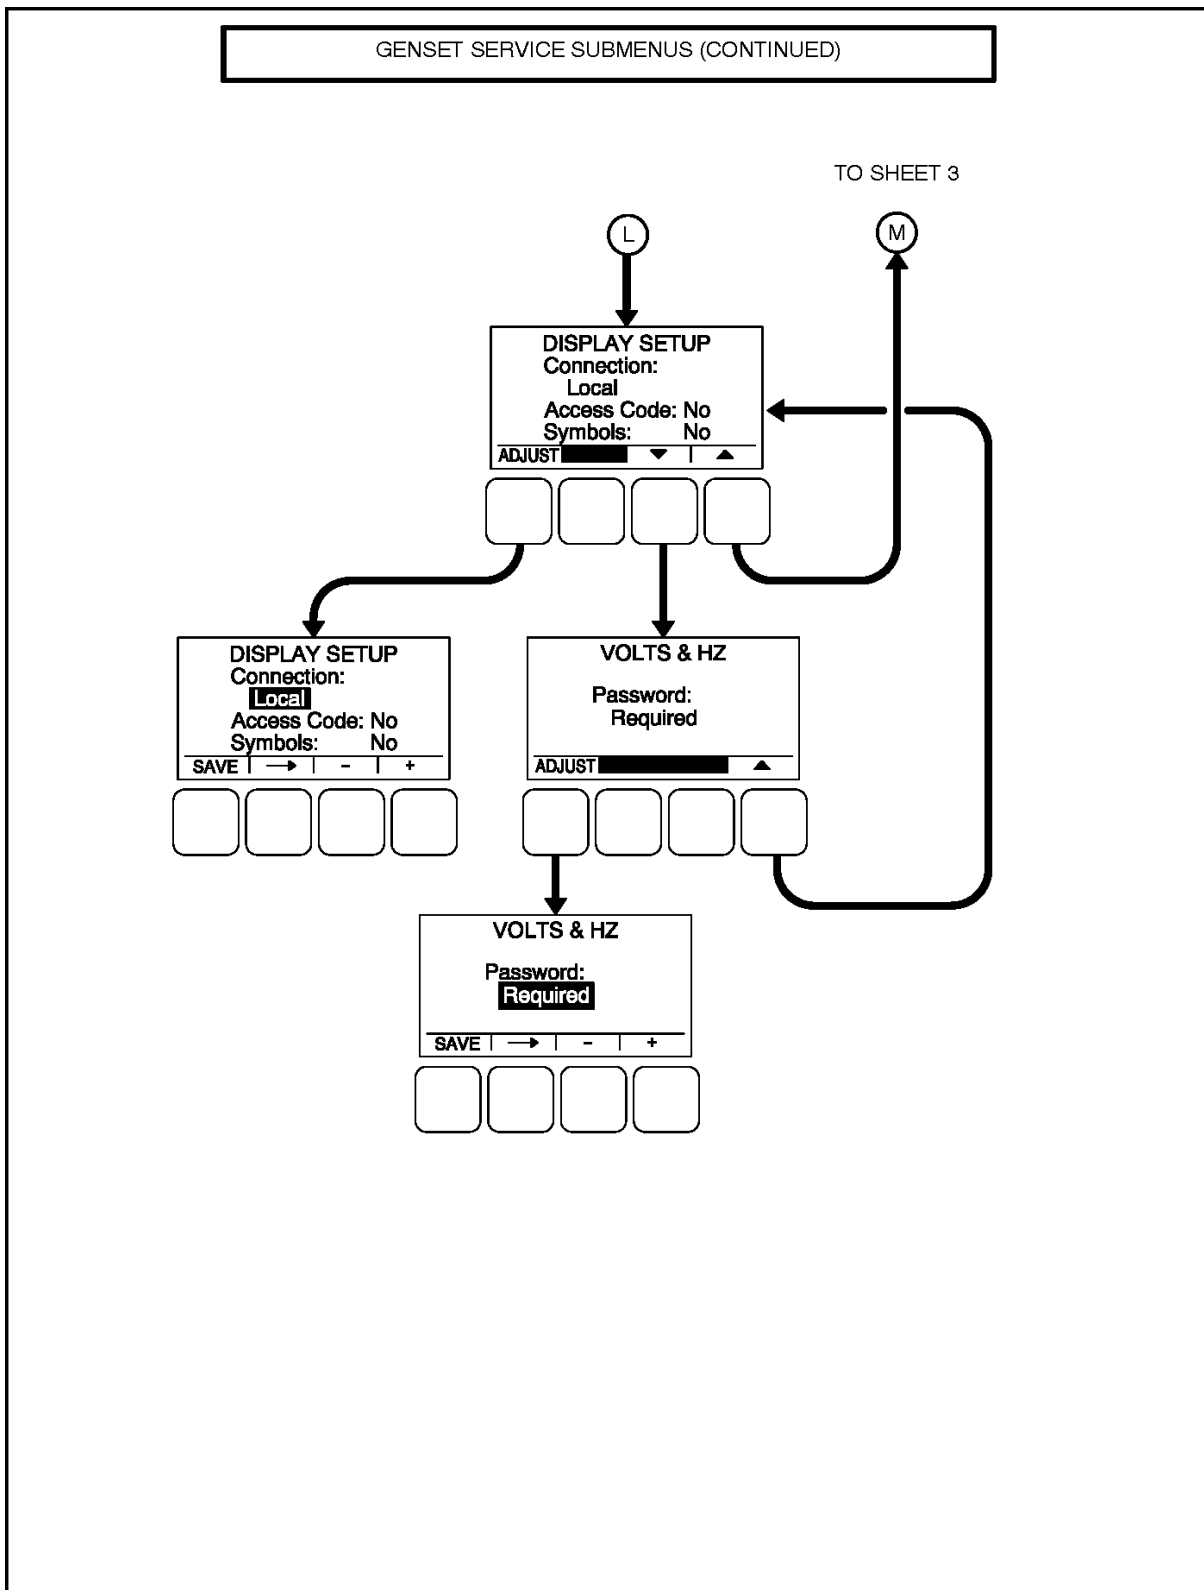 GENSET SERVICE SUBMENUS (CONTINUED)
TO SHEET 3
L
M
DISPLAY SETUP
Connection:
Local
Access Code: No
Symbols: No
ADJUST
DISPLAY SETUP
Connection:
Local
Access Code: No
Symbols: No
SAVE | → | - | +
VOLTS & HZ
Password:
Required
ADJUST
VOLTS & HZ
Password:
Required
SAVE | → | - | +